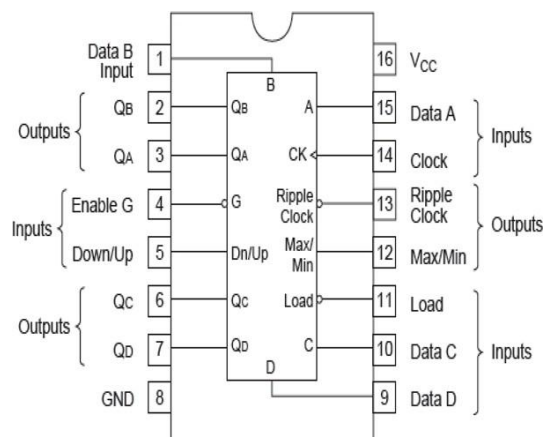 Data B
Input
1
16
VCC
B
Outputs
QB
2
QB
A
15
Data A
Inputs
QA
3
QA
CK
14
Clock
Inputs
Enable G
4
G
Ripple
Clock
13
Ripple
Clock
Outputs
Down/Up
5
Dn/Up
Max/
Min
12
Max/Min
Outputs
QC
6
QC
Load
11
Load
Inputs
QD
7
QD
C
10
Data C
D
GND
8
9
Data D